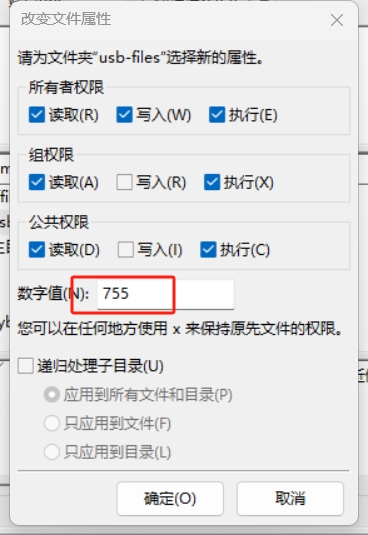 改变文件属性
请为文件夹“usb-files”选择新的属性。
所有者权限
读取(R) 写入(W) 执行(E)
组权限
读取(A) 写入(R) 执行(X)
公共权限
读取(D) 写入(I) 执行(C)
数字值(N): 755
您可以在任何地方使用 x 来保持原先文件的权限。
递归处理子目录(U)
应用到所有文件和目录(P)
只应用到文件(F)
只应用到目录(L)
确定(O) 取消